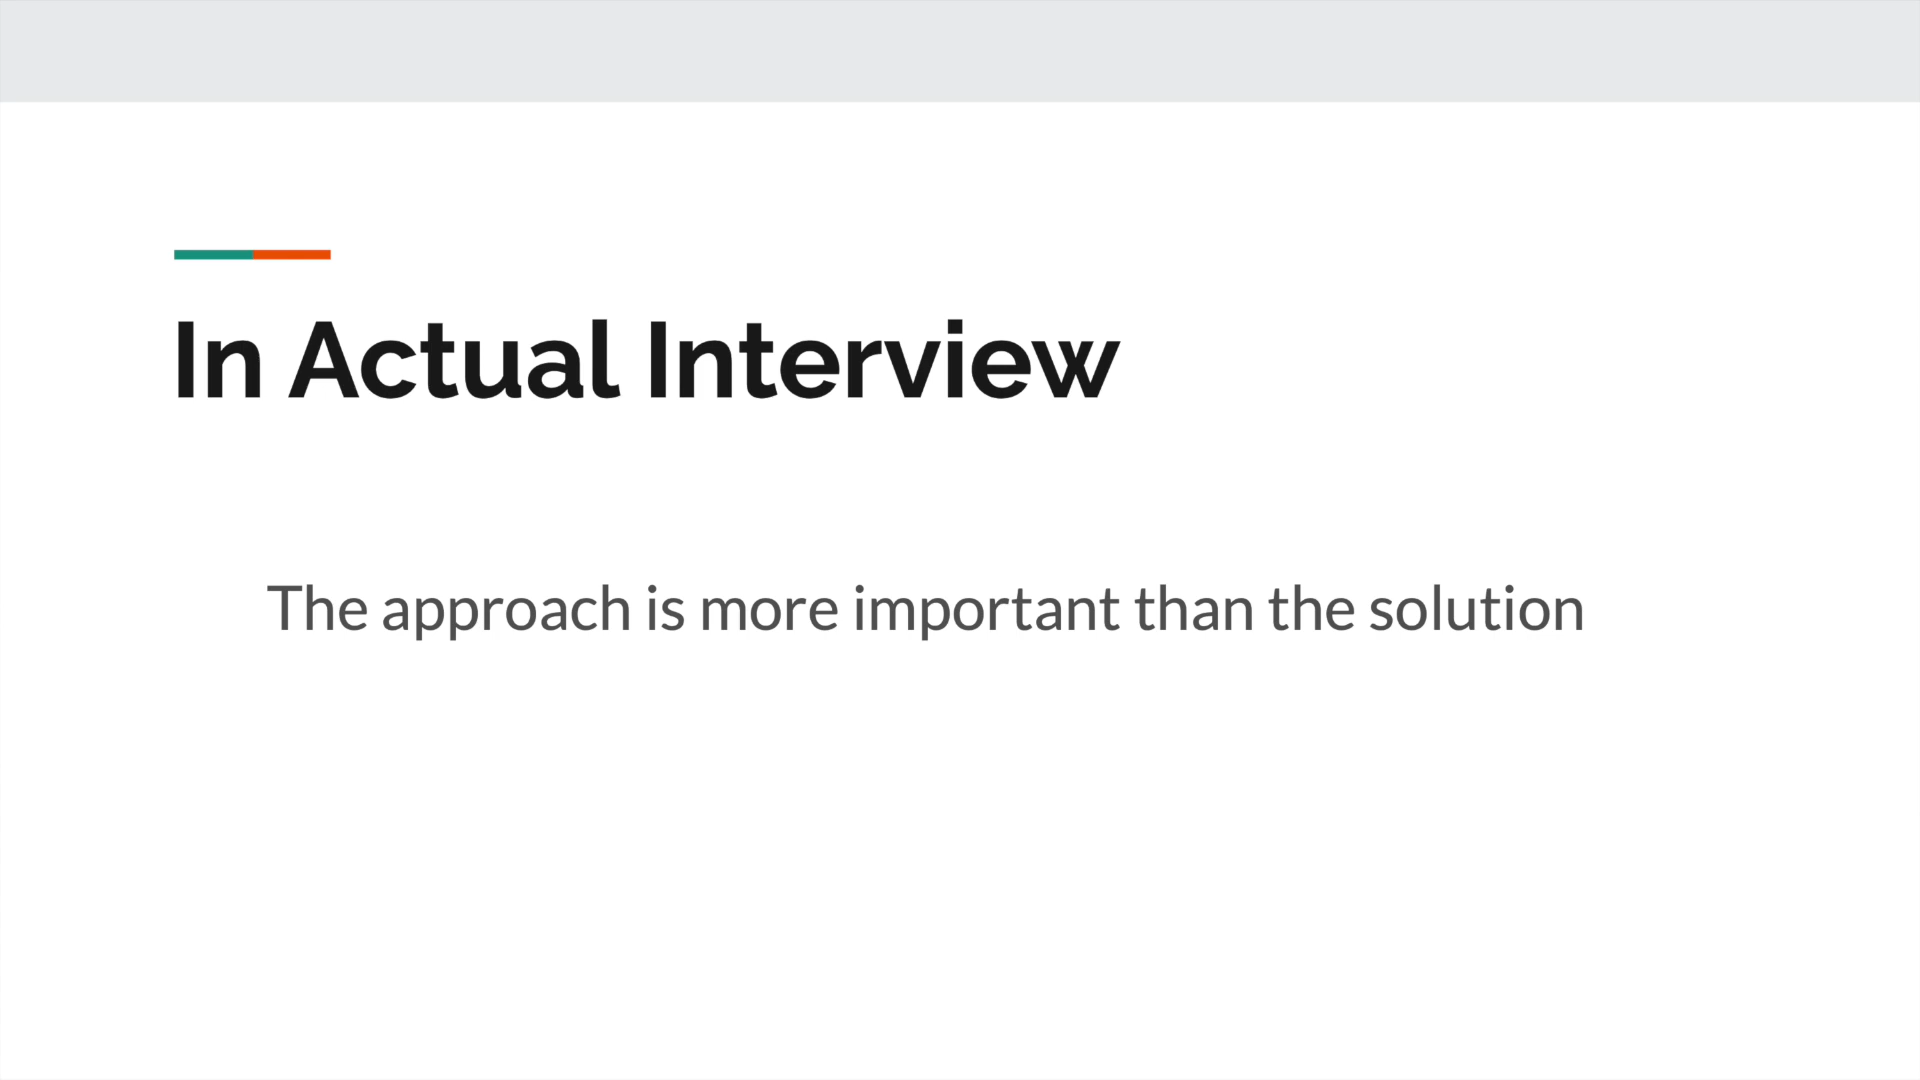 In Actual Interview
The approach is more important than the solution